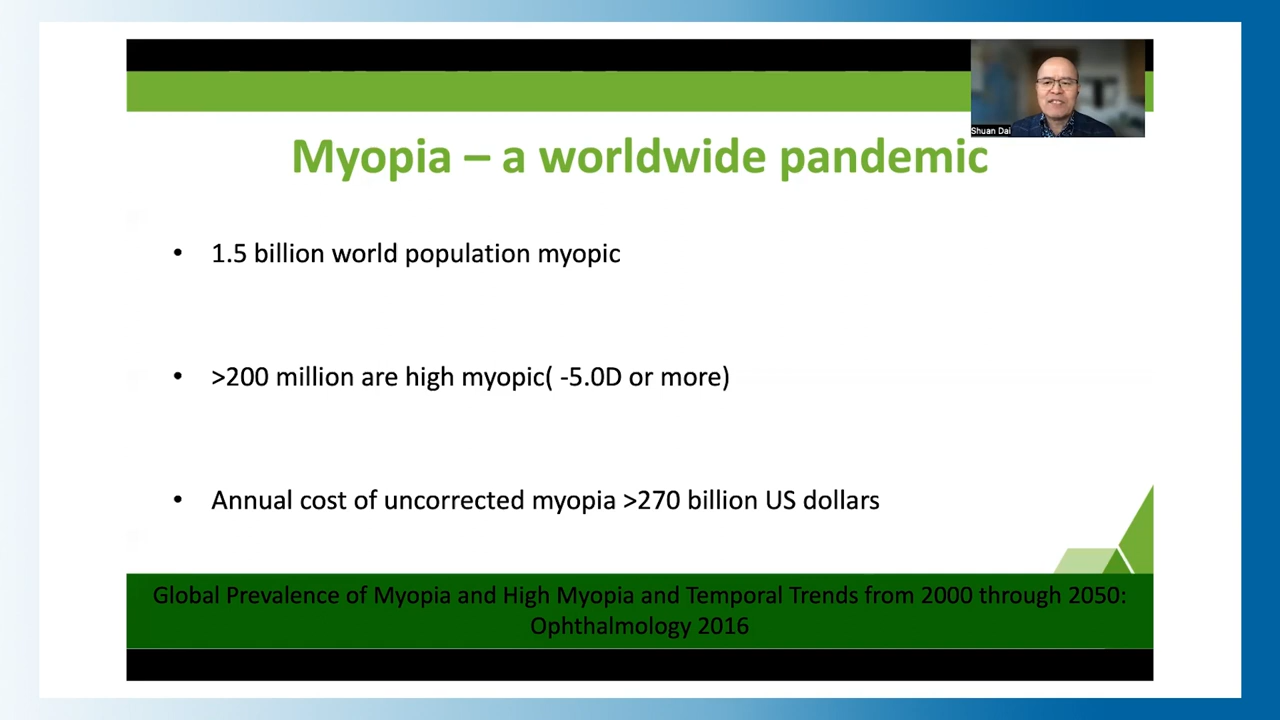 Shuan Dai
Myopia – a worldwide pandemic
• 1.5 billion world population myopic
• >200 million are high myopic( -5.0D or more)
• Annual cost of uncorrected myopia >270 billion US dollars
Global Prevalence of Myopia and High Myopia and Temporal Trends from 2000 through 2050:
Ophthalmology 2016